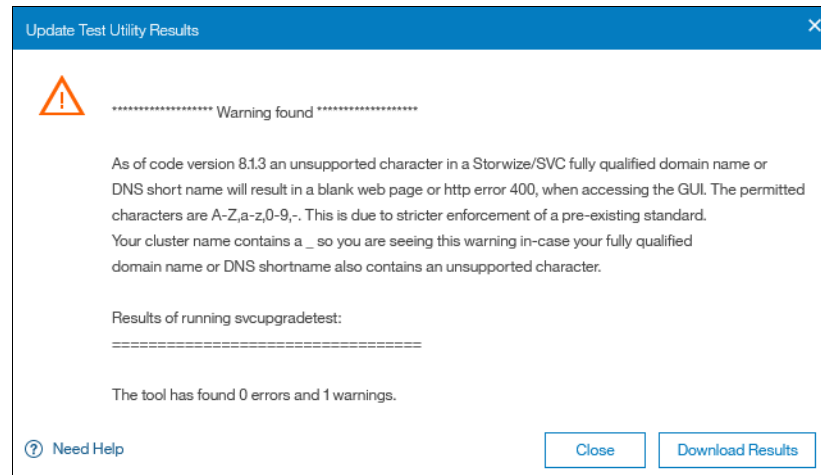 Update Test Utility Results
******************* Warning found *******************
As of code version 8.1.3 an unsupported character in a Storwize/SVC fully qualified domain name or
DNS short name will result in a blank web page or http error 400, when accessing the GUI. The permitted
characters are A-Z,a-z,0-9,-. This is due to stricter enforcement of a pre-existing standard.
Your cluster name contains a _ so you are seeing this warning in-case your fully qualified
domain name or DNS shortname also contains an unsupported character.
Results of running svcupgradetest:
==================================
The tool has found 0 errors and 1 warnings.
Need Help
Close
Download Results